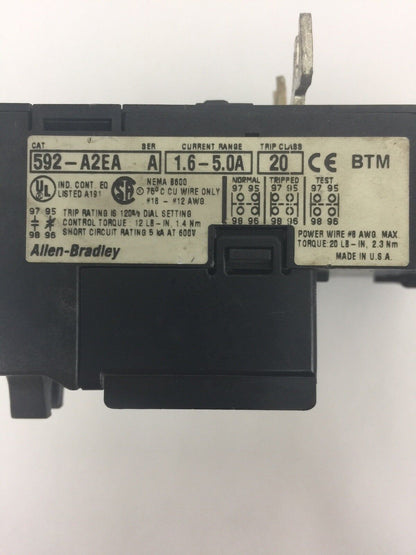 CAT SER CURRENT RANGE TRIP CLASS
592-A2EA A 1.6-5.0A 20 CE BTM
UL IND. CONT. EQ LISTED A191
SA NEMA B600
75° C CU WIRE ONLY
#18 - #12 AWG
NORMAL TRIPPED TEST
97 95 97 95 97 95
98 96 98 96 98 96
97 95
98 96
TRIP RATING IS 120% DIAL SETTING
CONTROL TORQUE : 12 LB-IN, 1.4 Nm
SHORT CIRCUIT RATING 5 kA AT 600V
Allen-Bradley
POWER WIRE #8 AWG. MAX.
TORQUE: 20 LB-IN, 2.3 Nm
MADE IN U.S.A.